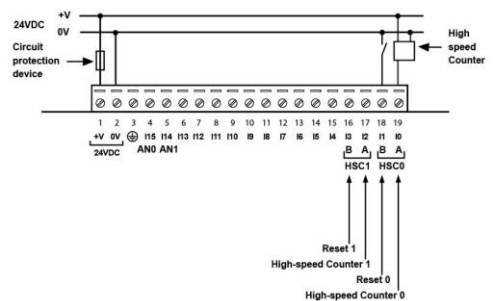 +V
24VDC
0V
Circuit
protection
device
High
speed
Counter
1 2 3 4 5 6 7 8 9 10 11 12 13 14 15 16 17 18 19
+V 0V I15 I14 I13 I12 I11 I10 I9 I8 I7 I6 I5 I4 I3 I2 I1 I0
24VDC AN0 AN1 B A B A
HSC1 HSC0
Reset 1
High-speed Counter 1
Reset 0
High-speed Counter 0